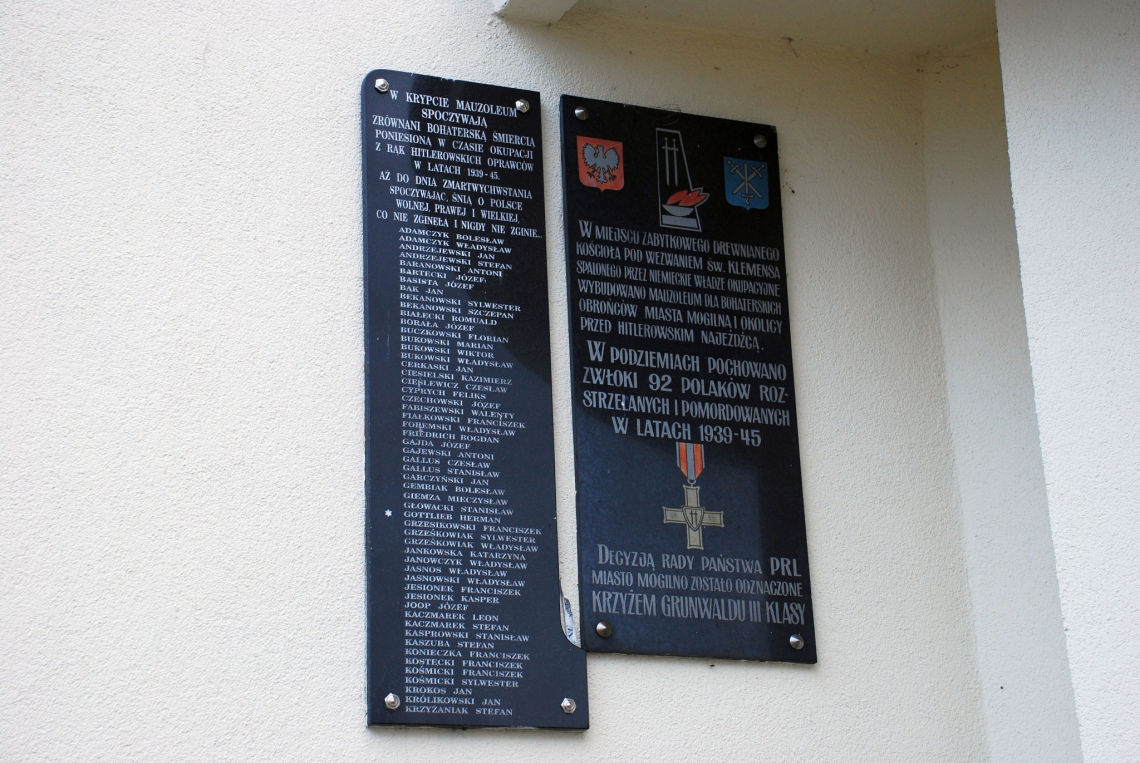 W KRYPCIE MAUZOLEUM
SPOCZYWAJĄ
ZRÓWNANI BOHATERSKĄ ŚMIERCIĄ
PONIESIONĄ W CZASIE OKUPACJI
Z RĄK HITLEROWSKICH OPRAWCÓW
W LATACH 1939-45.
AŻ DO DNIA ZMARTWYCHWSTANIA
SPOCZYWAJĄC, ŚNIĄ O POLSCE
WOLNEJ, PRAWEJ I WIELKIEJ,
CO NIE ZGINĘŁA I NIGDY NIE ZGINIE...
ADAMCZYK BOLESŁAW
ADAMCZYK WŁADYSŁAW
ANDRZEJEWSKI JAN
ANDRZEJEWSKI STEFAN
BARANOWSKI ANTONI
BARTECKI JÓZEF
BASISTA JÓZEF
BĄK JAN
BEKANOWSKI SYLWESTER
BEKANOWSKI SZCZEPAN
BIAŁECKI ROMUALD
BORAŁA JÓZEF
BUCZKOWSKI FLORIAN
BUKOWSKI MARIAN
BUKOWSKI WIKTOR
BUKOWSKI WŁADYSŁAW
CERKASKI JAN
CIESIELSKI KAZIMIERZ
CIEŚLEWICZ CZESŁAW
CYPRYCH FELIKS
CZECHOWSKI JÓZEF
FABISZEWSKI WALENTY
FIAŁKOWSKI FRANCISZEK
FOREMSKI WŁADYSŁAW
FRIEDRICH BOGDAN
GAJDA JÓZEF
GAJEWSKI ANTONI
GALLUS CZESŁAW
GALLUS STANISŁAW
GARCZYŃSKI JAN
GEMBIAK BOLESŁAW
GIEMZA MIECZYSŁAW
GŁOWACKI STANISŁAW
GOTTLIEB HERMAN
GRZESIKOWSKI FRANCISZEK
GRZEŚKOWIAK SYLWESTER
GRZEŚKOWIAK WŁADYSŁAW
JANKOWSKA KATARZYNA
JANOWCZYK WŁADYSŁAW
JASNOS WŁADYSŁAW
JASNOWSKI WŁADYSŁAW
JESIONEK FRANCISZEK
JESIONEK KASPER
JOOP JÓZEF
KACZMAREK LEON
KACZMAREK STEFAN
KASPROWSKI STANISŁAW
KASZUBA STEFAN
KONIECZKA FRANCISZEK
KOSTECKI FRANCISZEK
KOŚMICKI FRANCISZEK
KOŚMICKI SYLWESTER
KROKOS JAN
KRÓLIKOWSKI JAN
KRZYŻANIAK STEFAN
W MIEJSCU ZABYTKOWEGO DREWNIANEGO
KOŚCIOŁA POD WEZWANIEM ŚW. KLEMENSA
SPALONEGO PRZEZ NIEMIECKIE WŁADZE OKUPACYJNE
WYBUDOWANO MAUZOLEUM DLA BOHATERSKICH
OBROŃCÓW MIASTA MOGILNA I OKOLICY
PRZED HITLEROWSKIM NAJEŹDŹCĄ.
W PODZIEMIACH POCHOWANO
ZWŁOKI 92 POLAKÓW ROZ-
STRZELANYCH I POMORDOWANYCH
W LATACH 1939-45
DECYZJĄ RADY PAŃSTWA PRL
MIASTO MOGILNO ZOSTAŁO ODZNACZONE
KRZYŻEM GRUNWALDU III KLASY